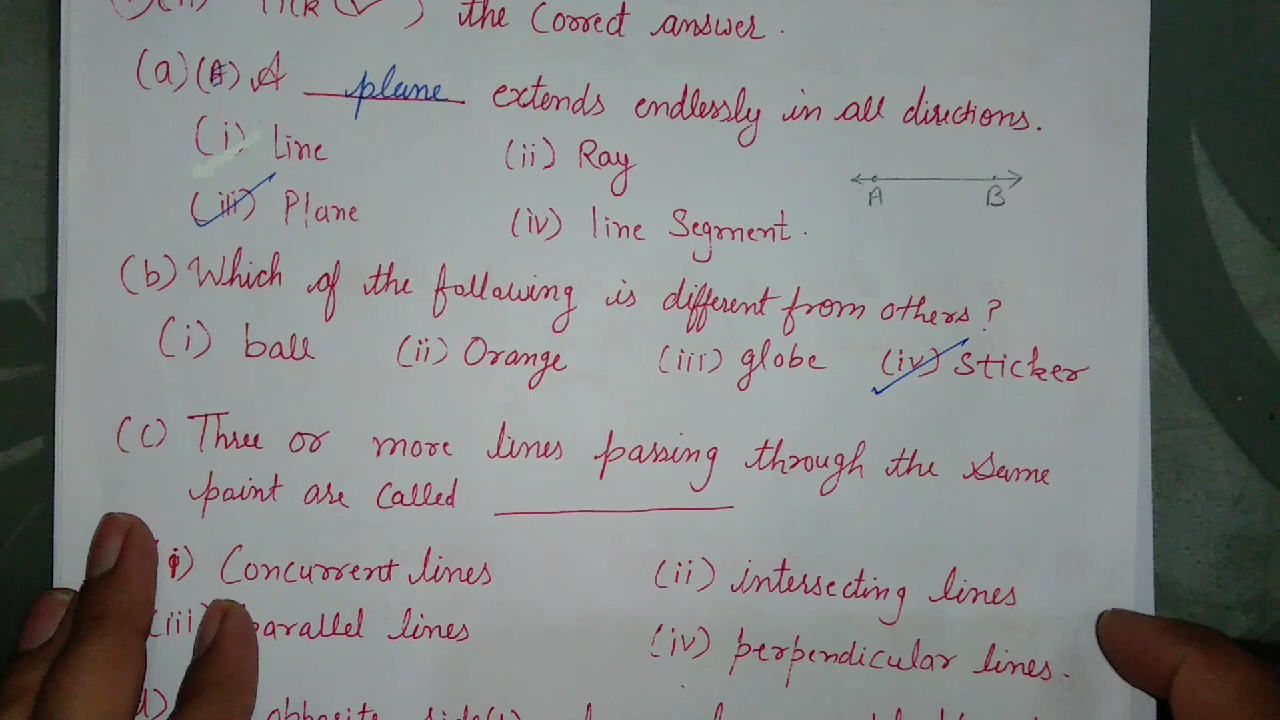 the Correct answer.
(a) (A) A plane extends endlessly in all directions.
(i) Line (ii) Ray
(iii) Plane (iv) line Segment.
A B
(b) Which of the following is different from others?
(i) ball (ii) Orange (iii) globe (iv) Sticker
(c) Three or more lines passing through the same
point are called
(i) Concurrent lines (ii) intersecting lines
(iii) parallel lines (iv) perpendicular lines.
opposite